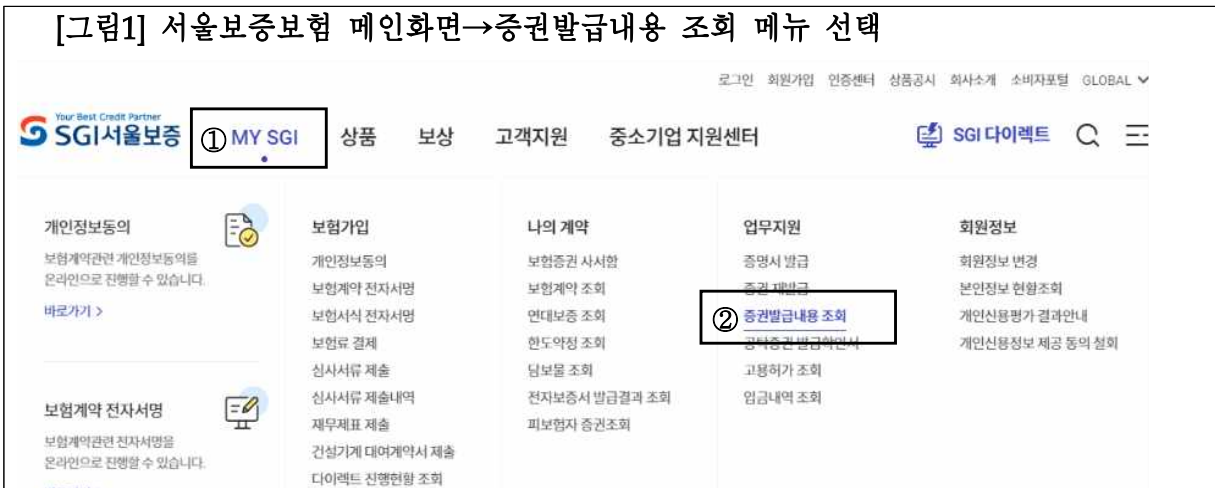 [그림1] 서울보증보험 메인화면→증권발급내용 조회 메뉴 선택
로그인 회원가입 인증센터 상품공시 회사소개 소비자포털 GLOBAL
Your Best Credit Partner
SGI서울보증 ① MY SGI 상품 보상 고객지원 중소기업 지원센터 SGI 다이렉트
개인정보동의
보험계약관련 개인정보동의를
온라인으로 진행할 수 있습니다.
바로가기 >
보험계약 전자서명
보험계약관련 전자서명을
온라인으로 진행할 수 있습니다.
보험가입
개인정보동의
보험계약 전자서명
보험서식 전자서명
보험료 결제
심사서류 제출
심사서류 제출내역
재무제표 제출
건설기계 대여계약서 제출
다이렉트 진행현황 조회
나의 계약
보험증권 사서함
보험계약 조회
연대보증 조회
한도약정 조회
담보물 조회
전자보증서 발급결과 조회
피보험자 증권조회
업무지원
증명서 발급
증권 재발급
② 증권발급내용 조회
공탁증권 발급확인서
고용허가 조회
입금내역 조회
회원정보
회원정보 변경
본인정보 현황조회
개인신용평가 결과안내
개인신용정보 제공 동의 철회